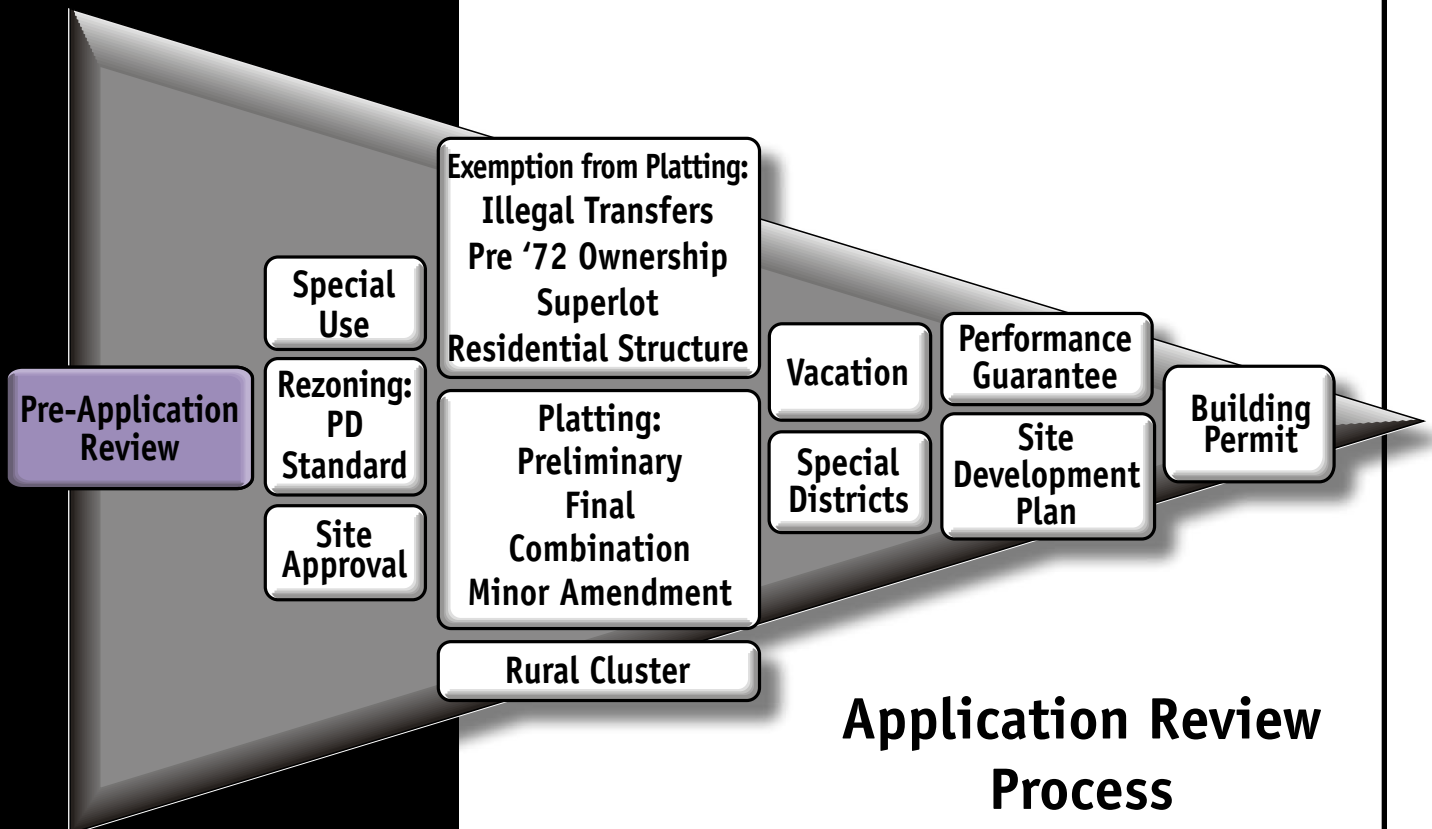 Pre-Application
Review
Special
Use
Rezoning:
PD
Standard
Site
Approval
Exemption from Platting:
Illegal Transfers
Pre ‘72 Ownership
Superlot
Residential Structure
Platting:
Preliminary
Final
Combination
Minor Amendment
Rural Cluster
Vacation
Special
Districts
Performance
Guarantee
Site
Development
Plan
Building
Permit
Application Review
Process